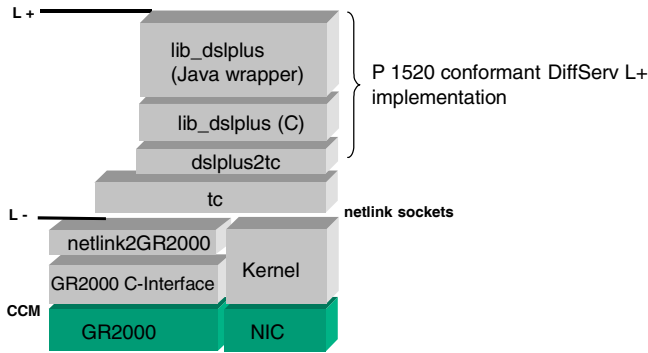 L +
lib_dslplus
(Java wrapper)
P 1520 conformant DiffServ L+
implementation
lib_dslplus (C)
dslplus2tc
tc
L -
netlink sockets
netlink2GR2000
Kernel
GR2000 C-Interface
CCM
GR2000
NIC